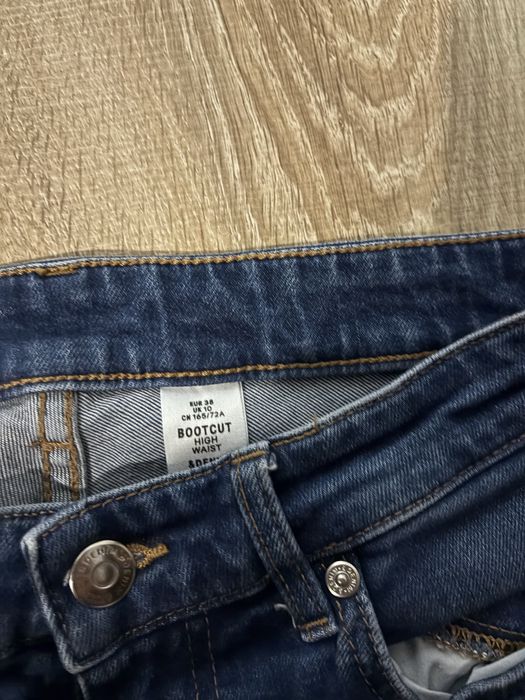 EUR 38
UK 10
CN 165/72A
BOOTCUT
HIGH
WAIST